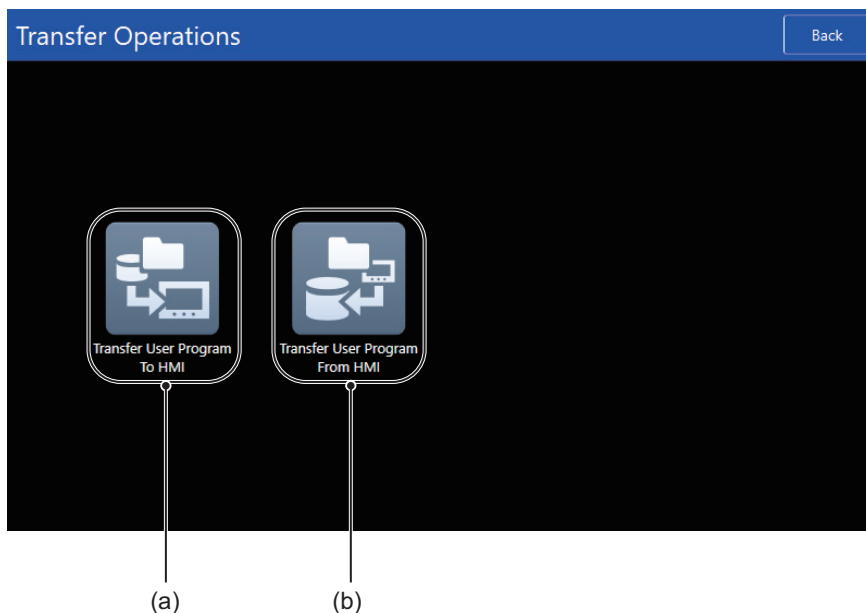 Transfer Operations
Back
Transfer User Program
To HMI
Transfer User Program
From HMI
(a)
(b)